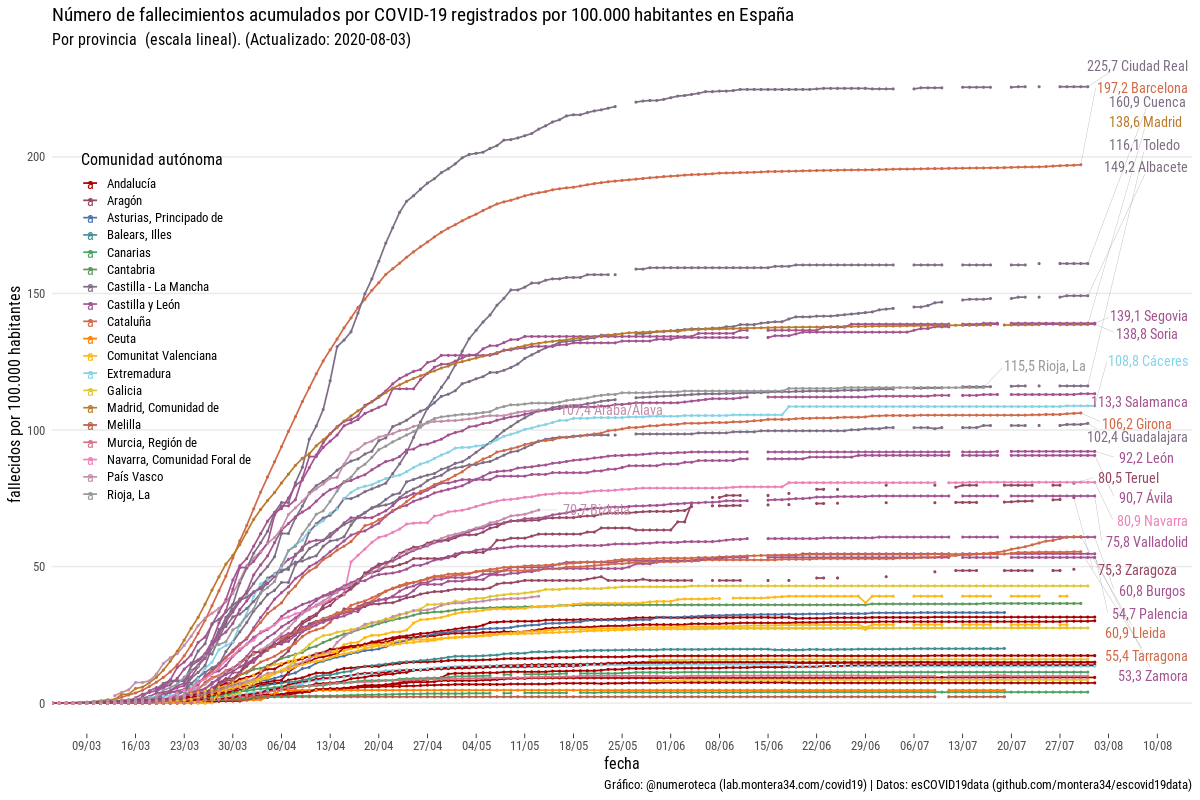 Número de fallecimientos acumulados por COVID-19 registrados por 100.000 habitantes en España
Por provincia  (escala lineal). (Actualizado: 2020-08-03)
fallecidos por 100.000 habitantes
200
150
100
50
0
Comunidad autónoma
Andalucía
Aragón
Asturias, Principado de
Balears, Illes
Canarias
Cantabria
Castilla - La Mancha
Castilla y León
Cataluña
Ceuta
Comunitat Valenciana
Extremadura
Galicia
Madrid, Comunidad de
Melilla
Murcia, Región de
Navarra, Comunidad Foral de
País Vasco
Rioja, La
225,7 Ciudad Real
197,2 Barcelona
160,9 Cuenca
138,6 Madrid
116,1 Toledo
149,2 Albacete
139,1 Segovia
138,8 Soria
108,8 Cáceres
115,5 Rioja, La
113,3 Salamanca
107,4 Araba/Álava
106,2 Girona
102,4 Guadalajara
92,2 León
80,5 Teruel
90,7 Ávila
70,7 Bizkaia
80,9 Navarra
75,8 Valladolid
75,3 Zaragoza
60,8 Burgos
54,7 Palencia
60,9 Lleida
55,4 Tarragona
53,3 Zamora
09/03 16/03 23/03 30/03 06/04 13/04 20/04 27/04 04/05 11/05 18/05 25/05 01/06 08/06 15/06 22/06 29/06 06/07 13/07 20/07 27/07 03/08 10/08
fecha
Gráfico: @numeroteca (lab.montera34.com/covid19) | Datos: esCOVID19data (github.com/montera34/escovid19data)